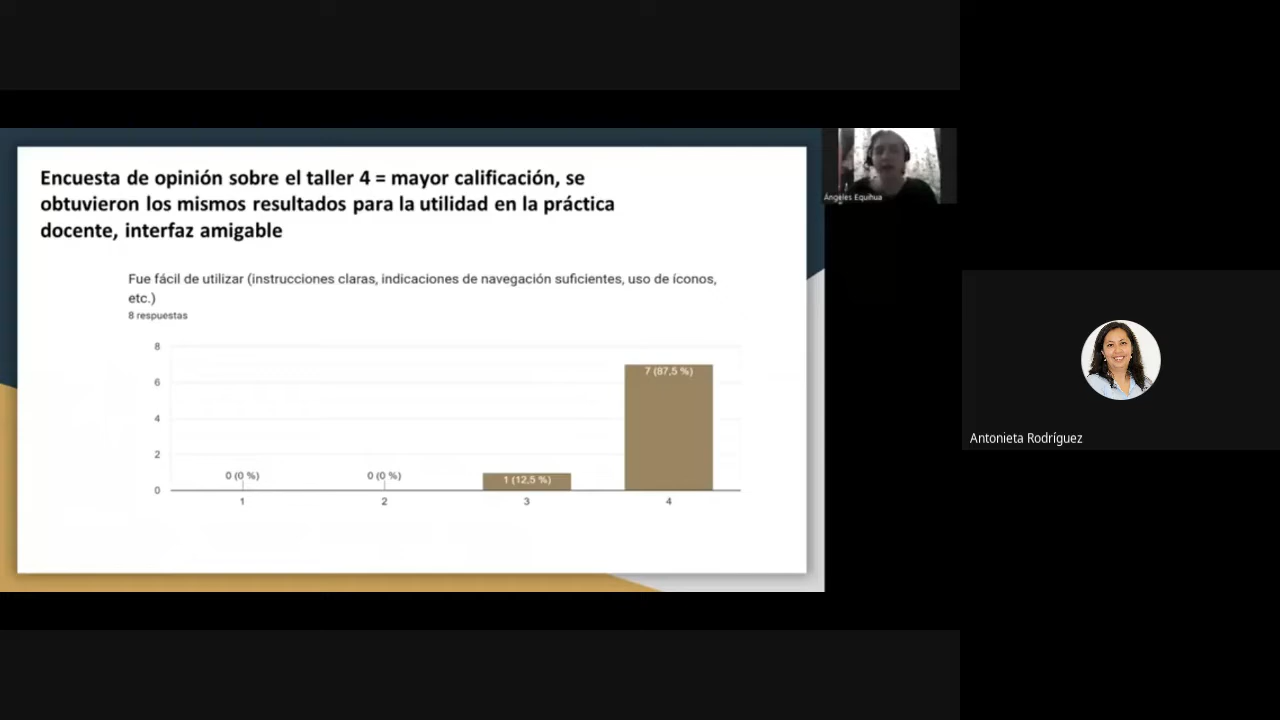 Encuesta de opinión sobre el taller 4 = mayor calificación, se
obtuvieron los mismos resultados para la utilidad en la práctica
docente, interfaz amigable
Fue fácil de utilizar (instrucciones claras, indicaciones de navegación suficientes, uso de íconos,
etc.)
8 respuestas
8
6
4
2
0
0 (0 %)
0 (0 %)
1 (12,5 %)
7 (87,5 %)
1
2
3
4
Ángeles Equihua
Antonieta Rodríguez